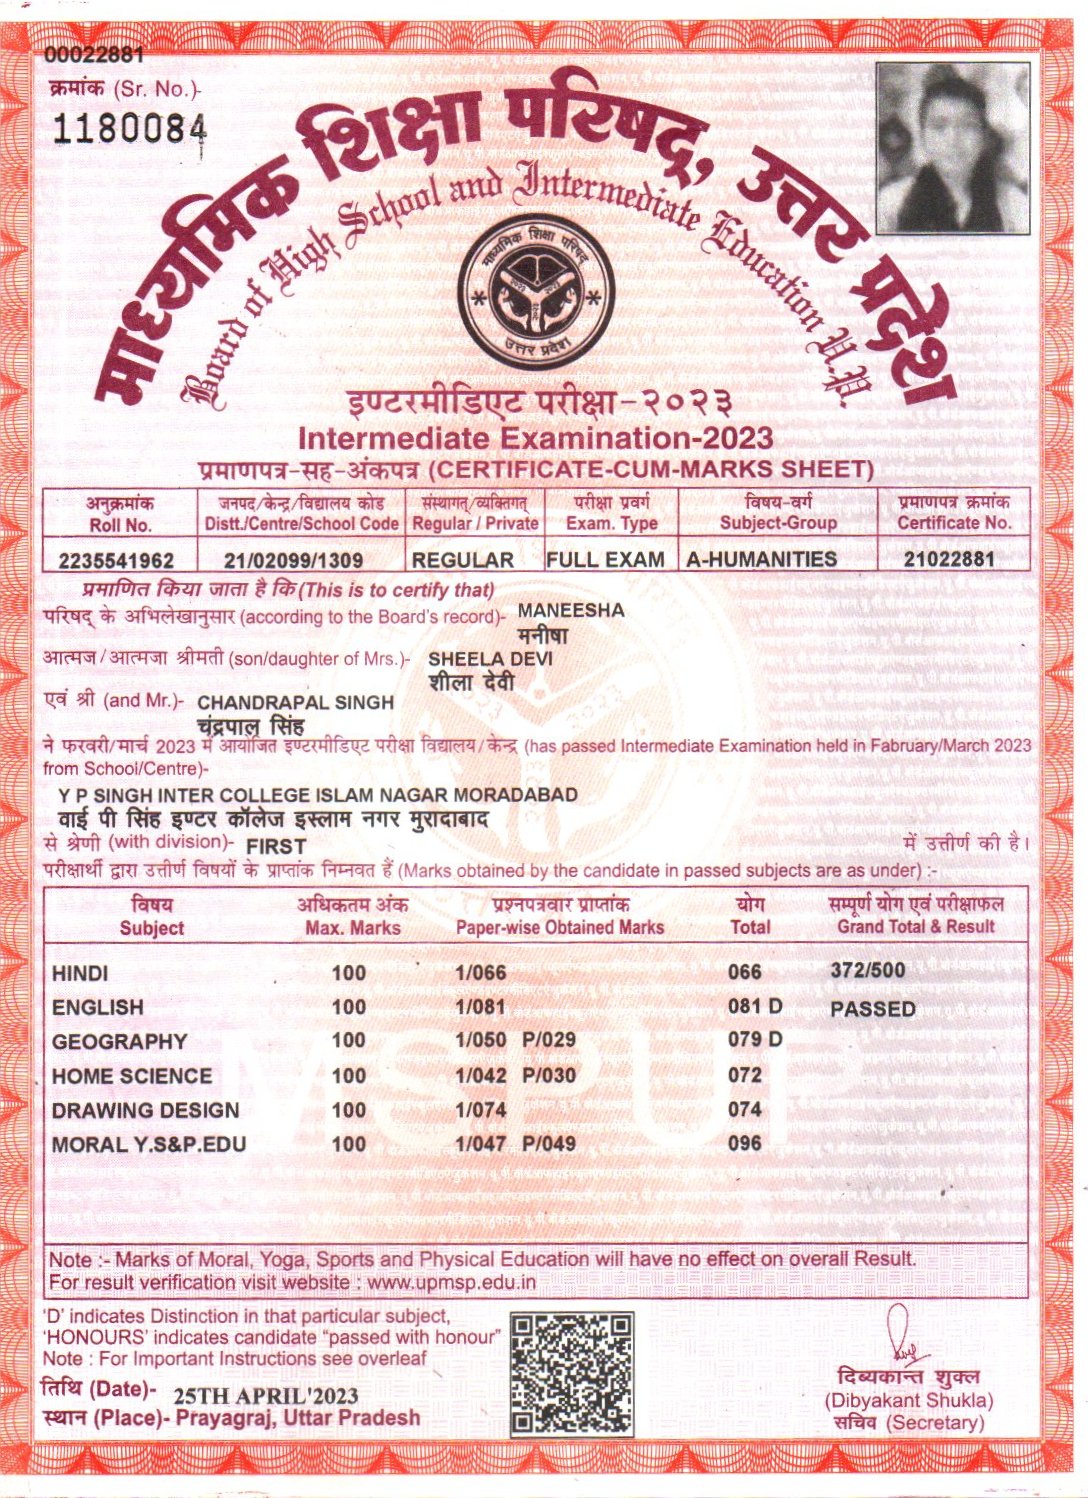 00022881
क्रमांक (Sr. No.)-
1180084
माध्यमिक शिक्षा परिषद्, उत्तर प्रदेश
Board of High School and Intermediate Education U.P.
माध्यमिक शिक्षा परिषद
उत्तर प्रदेश
इण्टरमीडिएट परीक्षा-२०२३
Intermediate Examination-2023
प्रमाणपत्र-सह-अंकपत्र (CERTIFICATE-CUM-MARKS SHEET)
अनुक्रमांक जनपद/केन्द्र/विद्यालय कोड संस्थागत्/व्यक्तिगत् परीक्षा प्रवर्ग विषय-वर्ग प्रमाणपत्र क्रमांक
Roll No. Distt./Centre/School Code Regular / Private Exam. Type Subject-Group Certificate No.
2235541962 21/02099/1309 REGULAR FULL EXAM A-HUMANITIES 21022881
प्रमाणित किया जाता है कि (This is to certify that)
परिषद् के अभिलेखानुसार (according to the Board's record)- MANEESHA
मनीषा
आत्मज/आत्मजा श्रीमती (son/daughter of Mrs.)- SHEELA DEVI
शीला देवी
एवं श्री (and Mr.)- CHANDRAPAL SINGH
चंद्रपाल सिंह
ने फरवरी/मार्च 2023 में आयोजित इण्टरमीडिएट परीक्षा विद्यालय/केन्द्र (has passed Intermediate Examination held in Fabruary/March 2023
from School/Centre)-
Y P SINGH INTER COLLEGE ISLAM NAGAR MORADABAD
वाई पी सिंह इण्टर कॉलेज इस्लाम नगर मुरादाबाद
से श्रेणी (with division)- FIRST में उत्तीर्ण की है।
परीक्षार्थी द्वारा उत्तीर्ण विषयों के प्राप्तांक निम्नवत हैं (Marks obtained by the candidate in passed subjects are as under) :-
विषय अधिकतम अंक प्रश्नपत्रवार प्राप्तांक योग सम्पूर्ण योग एवं परीक्षाफल
Subject Max. Marks Paper-wise Obtained Marks Total Grand Total & Result
HINDI 100 1/066 066 372/500
ENGLISH 100 1/081 081 D PASSED
GEOGRAPHY 100 1/050 P/029 079 D
HOME SCIENCE 100 1/042 P/030 072
DRAWING DESIGN 100 1/074 074
MORAL Y.S&P.EDU 100 1/047 P/049 096
Note :- Marks of Moral, Yoga, Sports and Physical Education will have no effect on overall Result.
For result verification visit website : www.upmsp.edu.in
'D' indicates Distinction in that particular subject,
'HONOURS' indicates candidate "passed with honour"
Note : For Important Instructions see overleaf
तिथि (Date)- 25TH APRIL'2023
स्थान (Place)- Prayagraj, Uttar Pradesh
दिब्यकान्त शुक्ल
(Dibyakant Shukla)
सचिव (Secretary)